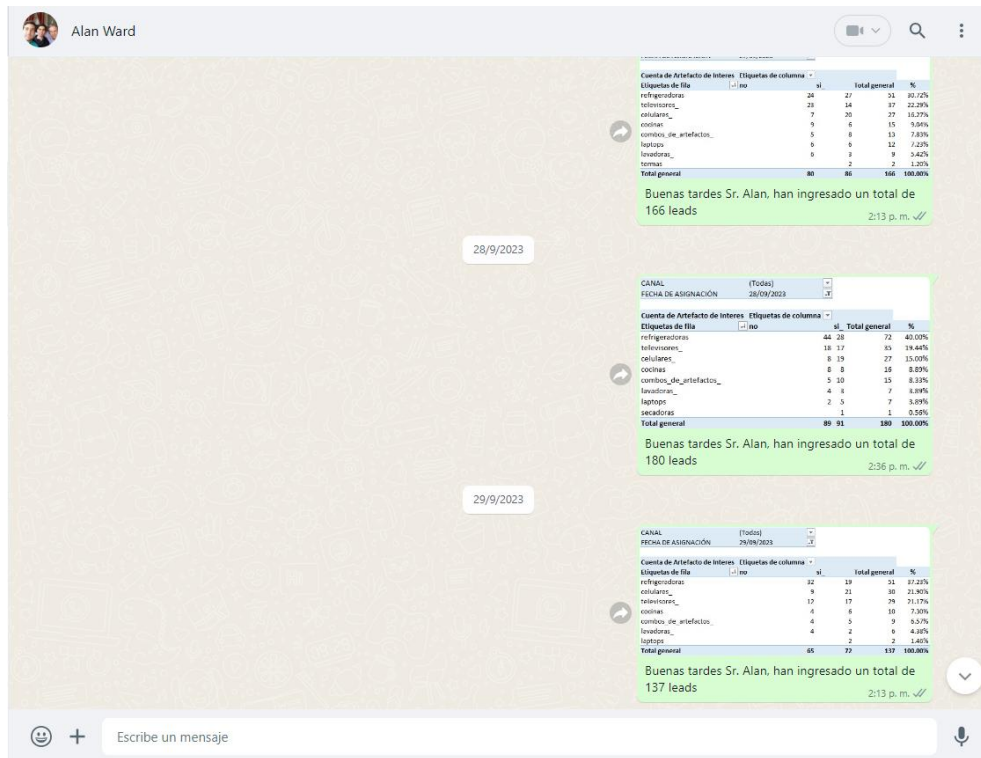 Alan Ward
Cuenta de Artefacto de Interes Etiquetas de columna
Etiquetas de fila no si_ Total general %
refrigeradoras 24 27 51 30.72%
televisores_ 23 14 37 22.29%
celulares_ 7 20 27 16.27%
cocinas 9 6 15 9.04%
combos_de_artefactos_ 5 8 13 7.83%
laptops 6 6 12 7.23%
lavadoras_ 6 3 9 5.42%
termas 2 2 1.20%
Total general 80 86 166 100.00%
Buenas tardes Sr. Alan, han ingresado un total de
166 leads
2:13 p. m.
28/9/2023
CANAL (Todas)
FECHA DE ASIGNACIÓN 28/09/2023
Cuenta de Artefacto de Interes Etiquetas de columna
Etiquetas de fila no si_ Total general %
refrigeradoras 44 28 72 40.00%
televisores_ 18 17 35 19.44%
celulares_ 8 19 27 15.00%
cocinas 8 8 16 8.89%
combos_de_artefactos_ 5 10 15 8.33%
lavadoras_ 4 3 7 3.89%
laptops 2 5 7 3.89%
secadoras 1 1 0.56%
Total general 89 91 180 100.00%
Buenas tardes Sr. Alan, han ingresado un total de
180 leads
2:36 p. m.
29/9/2023
CANAL (Todas)
FECHA DE ASIGNACIÓN 29/09/2023
Cuenta de Artefacto de Interes Etiquetas de columna
Etiquetas de fila no si_ Total general %
refrigeradoras 32 19 51 37.23%
celulares_ 9 21 30 21.90%
televisores_ 12 17 29 21.17%
cocinas 4 6 10 7.30%
combos_de_artefactos_ 4 5 9 6.57%
lavadoras_ 4 2 6 4.38%
laptops 2 2 1.46%
Total general 65 72 137 100.00%
Buenas tardes Sr. Alan, han ingresado un total de
137 leads
2:13 p. m.
Escribe un mensaje